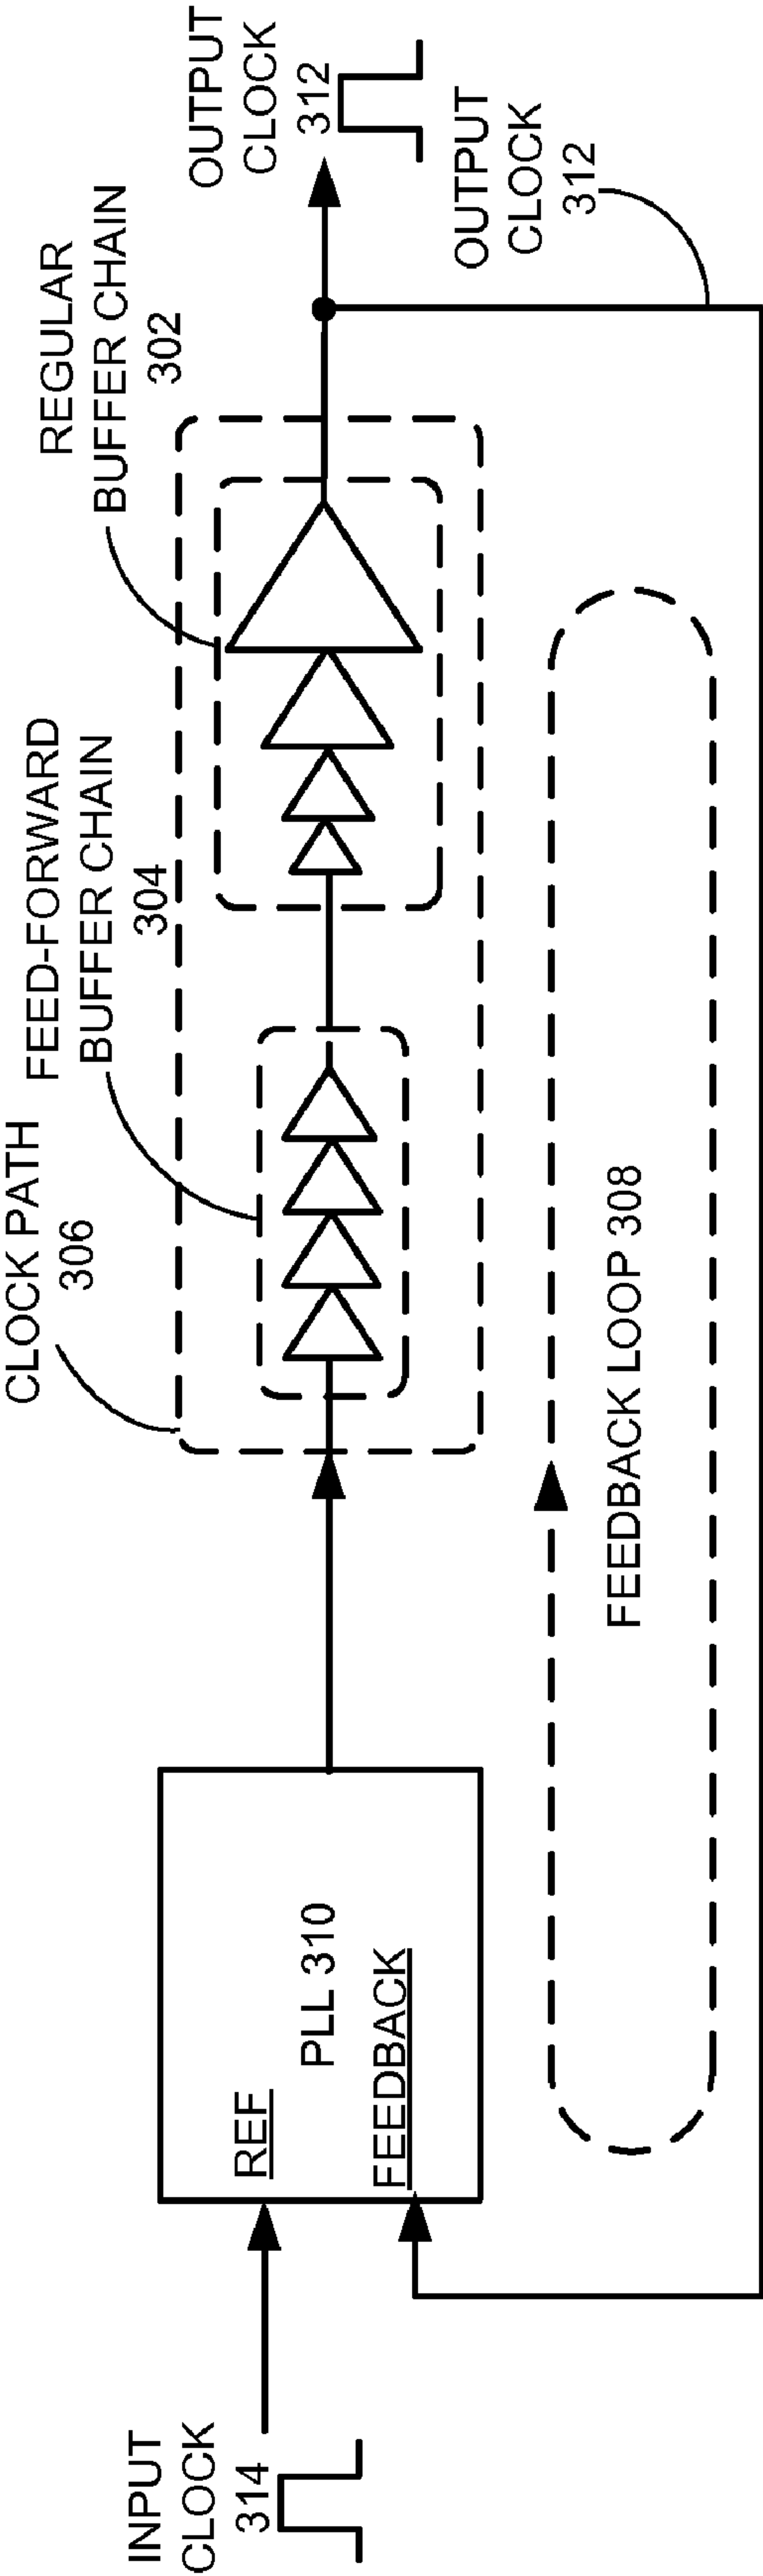 INPUT
CLOCK
314
REF
PLL 310
FEEDBACK
CLOCK PATH
306
FEED-FORWARD
BUFFER CHAIN
304
REGULAR
BUFFER CHAIN
302
OUTPUT
CLOCK
312
OUTPUT
CLOCK
312
FEEDBACK LOOP 308